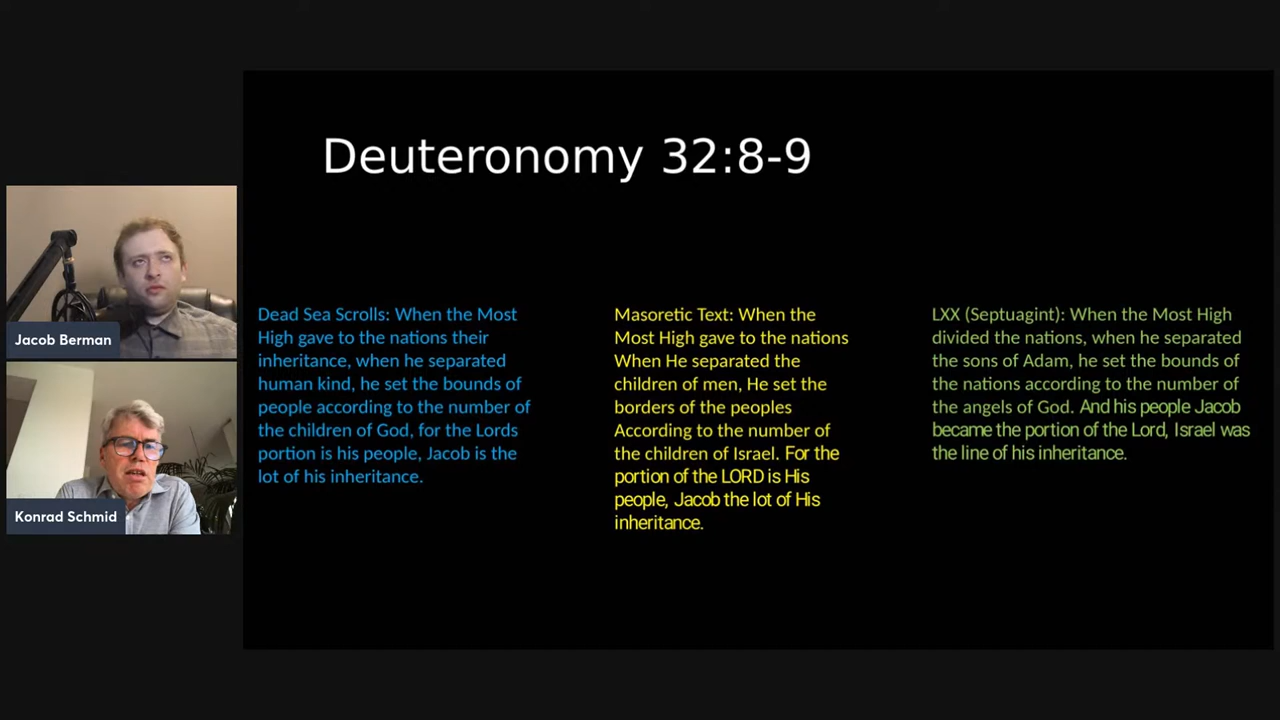 Deuteronomy 32:8-9
Jacob Berman
Konrad Schmid
Dead Sea Scrolls: When the Most
High gave to the nations their
inheritance, when he separated
human kind, he set the bounds of
people according to the number of
the children of God, for the Lords
portion is his people, Jacob is the
lot of his inheritance.
Masoretic Text: When the
Most High gave to the nations
When He separated the
children of men, He set the
borders of the peoples
According to the number of
the children of Israel. For the
portion of the LORD is His
people, Jacob the lot of His
inheritance.
LXX (Septuagint): When the Most High
divided the nations, when he separated
the sons of Adam, he set the bounds of
the nations according to the number of
the angels of God. And his people Jacob
became the portion of the Lord, Israel was
the line of his inheritance.